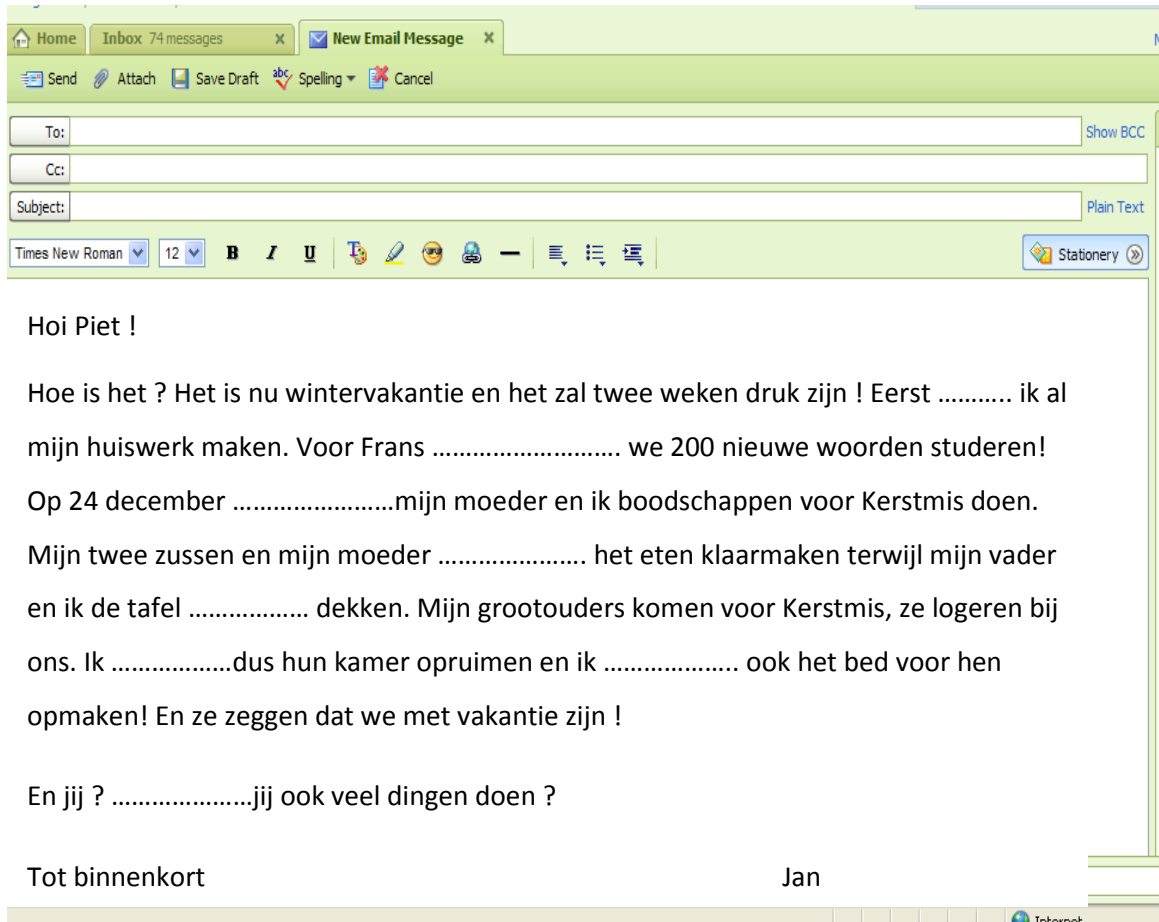 Home Inbox 74 messages x New Email Message x
Send Attach Save Draft abc Spelling Cancel
To: Show BCC
Cc:
Subject: Plain Text
Times New Roman 12 B I U Stationery
Hoi Piet !
Hoe is het ? Het is nu wintervakantie en het zal twee weken druk zijn ! Eerst ……….. ik al
mijn huiswerk maken. Voor Frans ………………………. we 200 nieuwe woorden studeren!
Op 24 december ……………………mijn moeder en ik boodschappen voor Kerstmis doen.
Mijn twee zussen en mijn moeder …………………. het eten klaarmaken terwijl mijn vader
en ik de tafel ……………… dekken. Mijn grootouders komen voor Kerstmis, ze logeren bij
ons. Ik ………………dus hun kamer opruimen en ik ……………….. ook het bed voor hen
opmaken! En ze zeggen dat we met vakantie zijn !
En jij ? …………………jij ook veel dingen doen ?
Tot binnenkort Jan
Internet